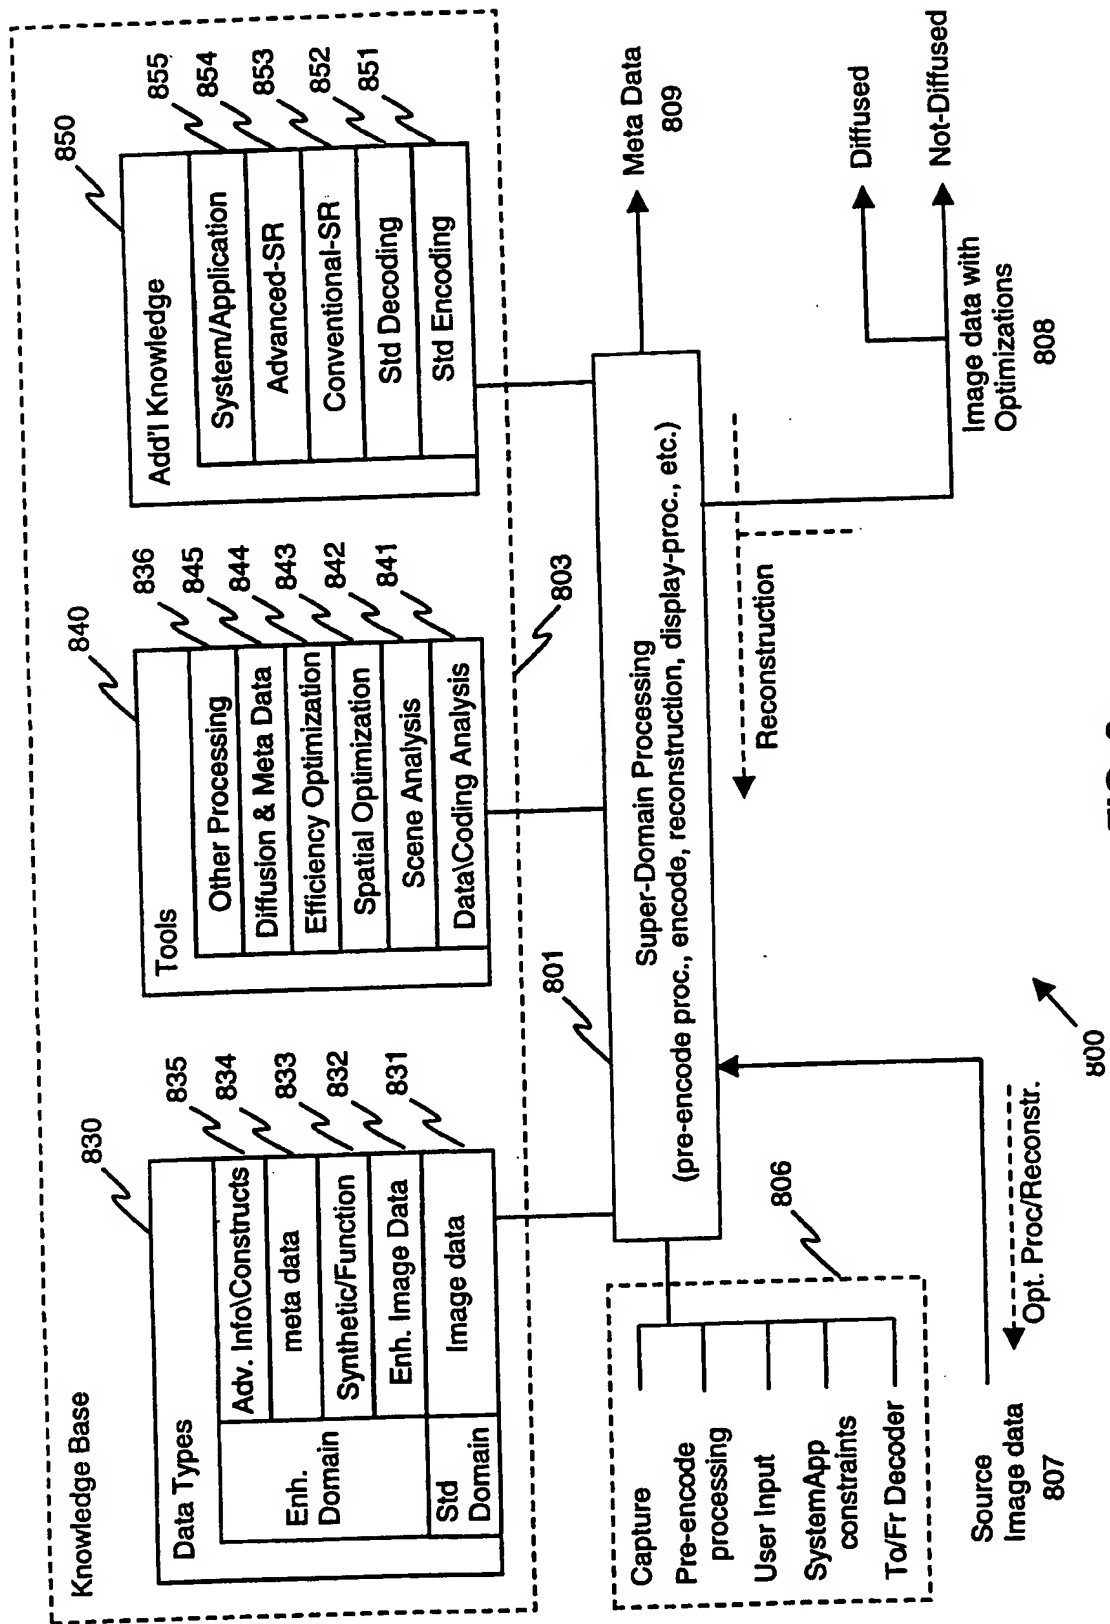 Knowledge Base
830
Data Types
Enh.
Domain
Std
Domain
Adv. Info\Constructs
meta data
Synthetic/Function
Enh. Image Data
Image data
835
834
833
832
831
840
Tools
Other Processing
Diffusion & Meta Data
Efficiency Optimization
Spatial Optimization
Scene Analysis
Data\Coding Analysis
836
845
844
843
842
841
850
Add'l Knowledge
System/Application
Advanced-SR
Conventional-SR
Std Decoding
Std Encoding
855
854
853
852
851
803
801
Super-Domain Processing
(pre-encode proc., encode, reconstruction, display-proc., etc.)
Capture
Pre-encode
processing
User Input
SystemApp
constraints
To/Fr Decoder
806
Source
Image data
807
Opt. Proc/Reconstr.
Reconstruction
Meta Data
809
Diffused
Not-Diffused
Image data with
Optimizations
808
800